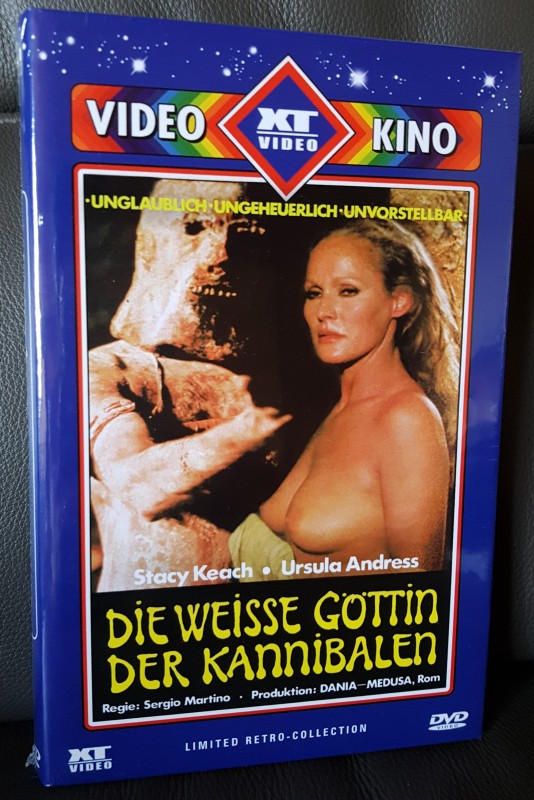 VIDEO XT VIDEO KINO
·UNGLAUBLICH·UNGEHEUERLICH·UNVORSTELLBAR·
Stacy Keach • Ursula Andress
DIE WEISSE GÖTTIN
DER KANNIBALEN
Regie: Sergio Martino · Produktion: DANIA–MEDUSA, Rom
XT VIDEO LIMITED RETRO-COLLECTION DVD VIDEO